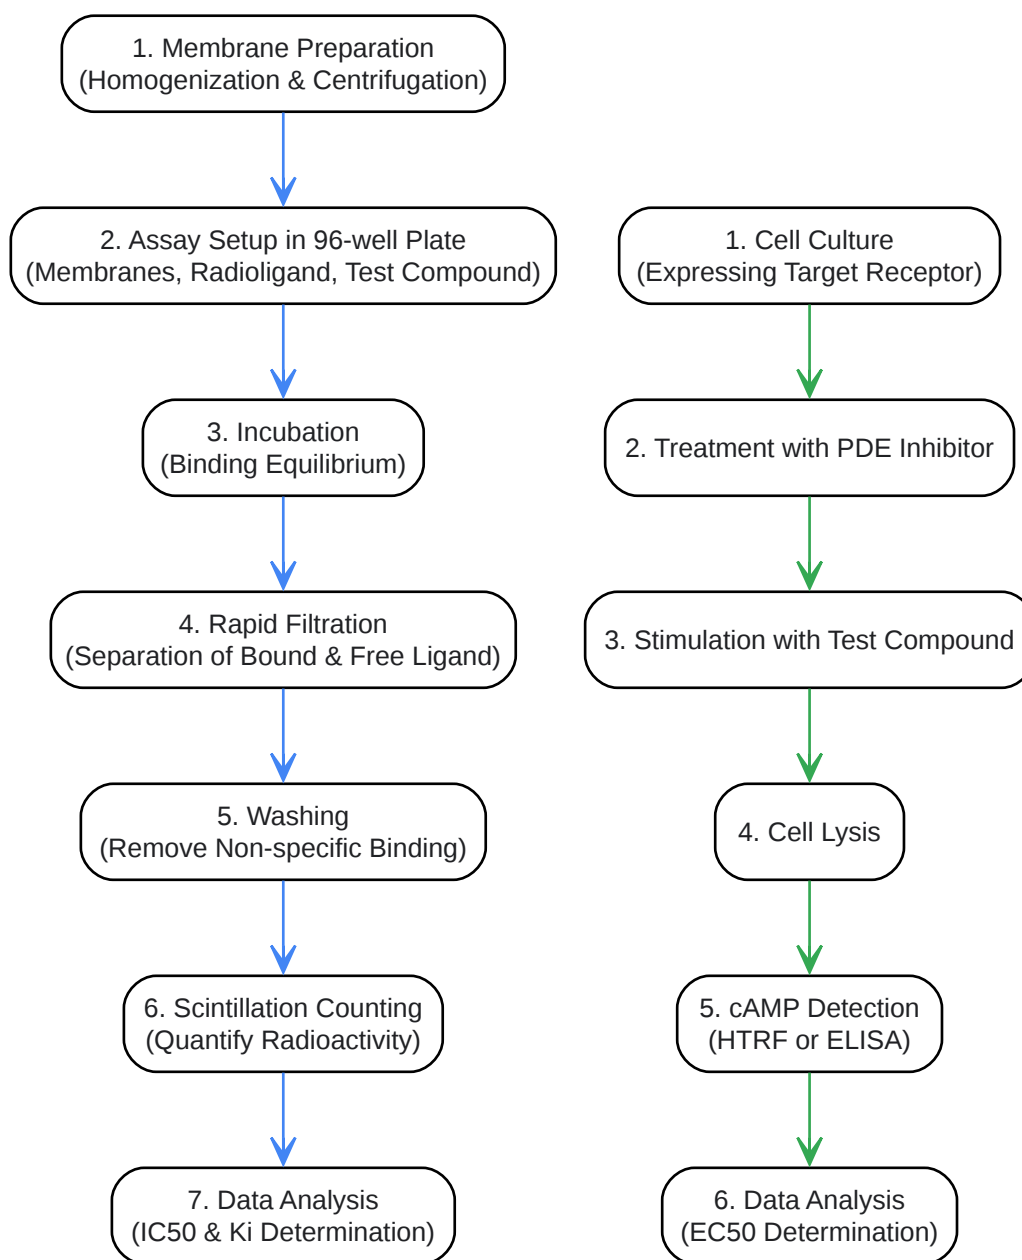 1. Membrane Preparation
(Homogenization & Centrifugation)
2. Assay Setup in 96-well Plate
(Membranes, Radioligand, Test Compound)
3. Incubation
(Binding Equilibrium)
4. Rapid Filtration
(Separation of Bound & Free Ligand)
5. Washing
(Remove Non-specific Binding)
6. Scintillation Counting
(Quantify Radioactivity)
7. Data Analysis
(IC50 & Ki Determination)
1. Cell Culture
(Expressing Target Receptor)
2. Treatment with PDE Inhibitor
3. Stimulation with Test Compound
4. Cell Lysis
5. cAMP Detection
(HTRF or ELISA)
6. Data Analysis
(EC50 Determination)